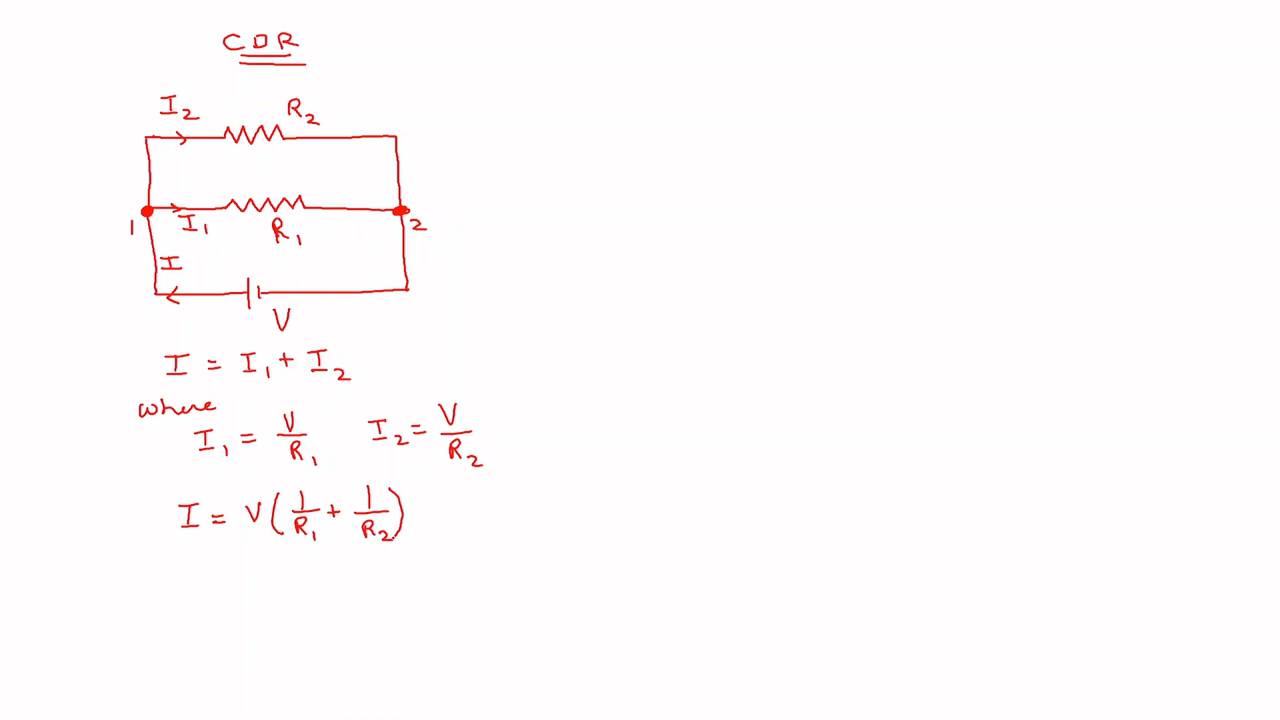 CDR
I₂ R₂
1 I₁ R₁ 2
I
V
I = I₁ + I₂
where
I₁ = V/R₁ I₂ = V/R₂
I = V(1/R₁ + 1/R₂)